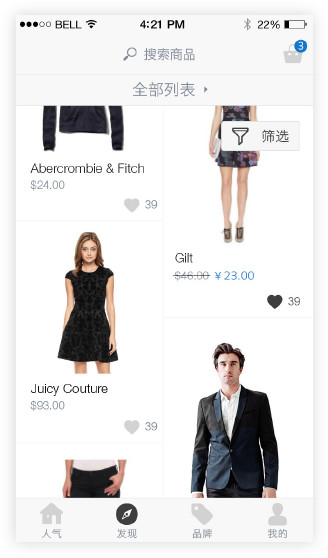 ●●●○○ BELL 4:21 PM 22%
搜索商品
3
全部列表
筛选
Abercrombie & Fitch
$24.00
39
Gilt
$46.00 ¥23.00
39
Juicy Couture
$93.00
39
人气 发现 品牌 我的